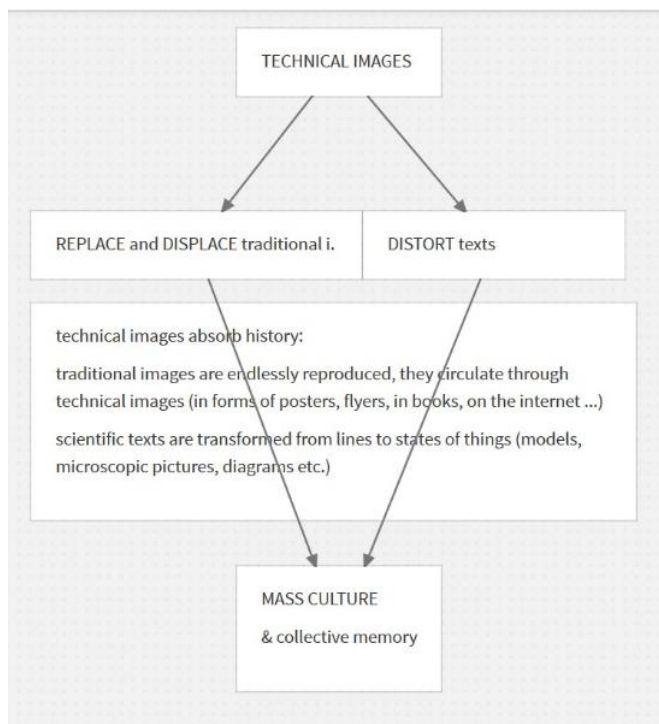 TECHNICAL IMAGES
REPLACE and DISPLACE traditional i.
DISTORT texts
technical images absorb history:
traditional images are endlessly reproduced, they circulate through
technical images (in forms of posters, flyers, in books, on the internet ...)
scientific texts are transformed from lines to states of things (models,
microscopic pictures, diagrams etc.)
MASS CULTURE
& collective memory